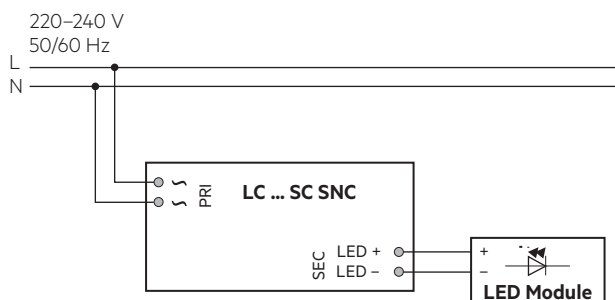 220–240 V
50/60 Hz
L
N
~
~
PRI
LC ... SC SNC
SEC
LED +
LED –
+
–
LED Module